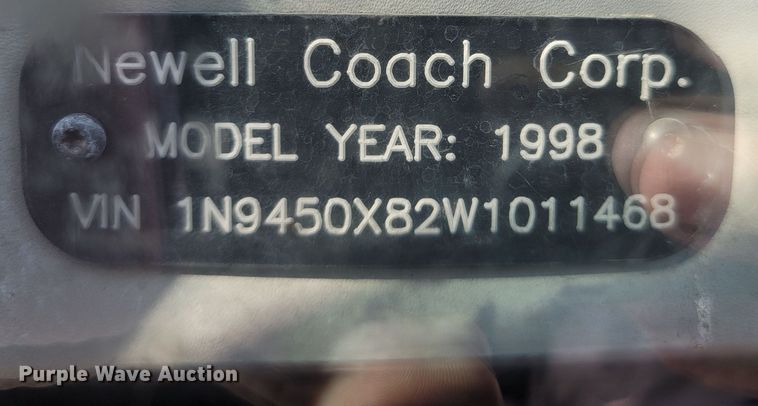 Newell Coach Corp.
MODEL YEAR: 1998
VIN 1N9450X82W1011468
Purple Wave Auction